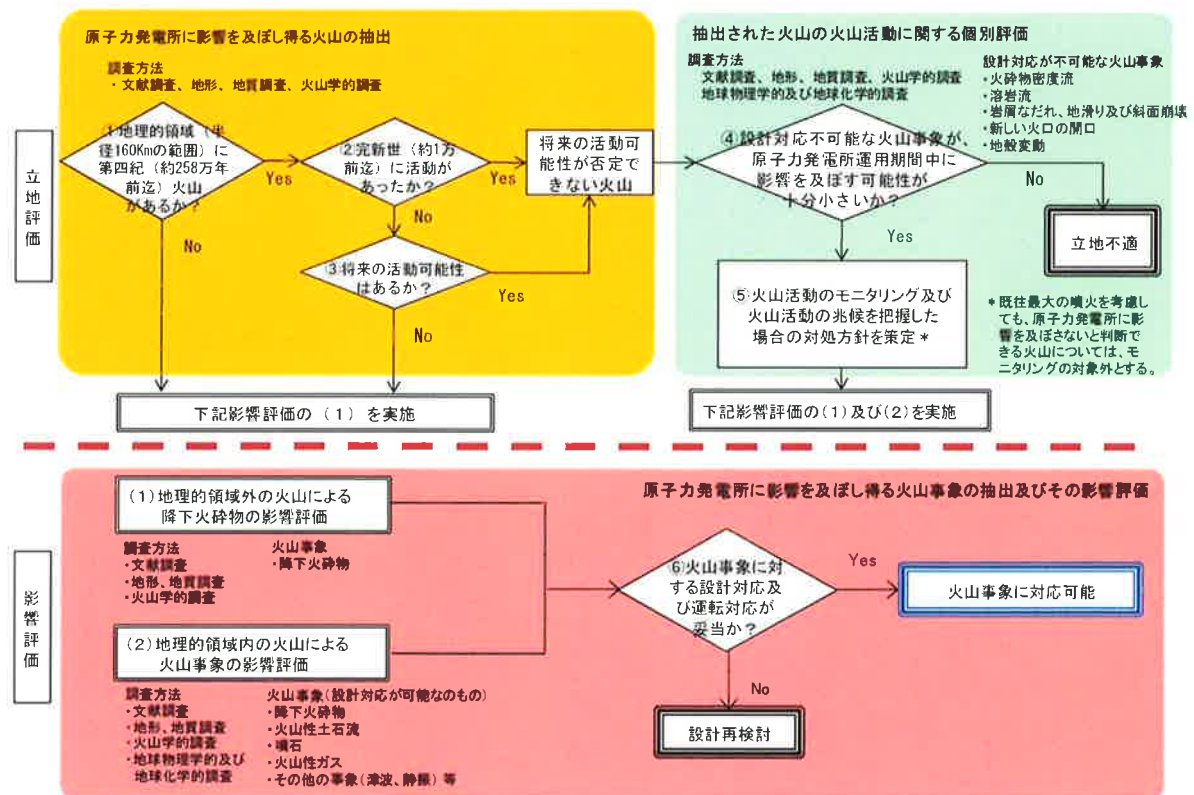 原子力発電所に影響を及ぼし得る火山の抽出
調査方法
・文献調査、地形、地質調査、火山学的調査
①地理的領域（半
径160Kmの範囲）に
第四紀（約258万年
前迄）火山
があるか？
Yes
No
②完新世（約1万年
前迄）に活動が
あったか？
Yes
No
③将来の活動可能性
はあるか？
Yes
No
将来の活動可
能性が否定で
きない火山
立地評価
下記影響評価の（1）を実施
抽出された火山の火山活動に関する個別評価
調査方法
文献調査、地形、地質調査、火山学的調査
地球物理学的及び地球化学的調査
設計対応が不可能な火山事象
・火砕物密度流
・溶岩流
・岩屑なだれ、地滑り及び斜面崩壊
・新しい火口の開口
・地殻変動
④設計対応不可能な火山事象が、
原子力発電所運用期間中に
影響を及ぼす可能性が
十分小さいか？
No
Yes
立地不適
⑤火山活動のモニタリング及び
火山活動の兆候を把握した
場合の対処方針を策定＊
＊既往最大の噴火を考慮し
ても、原子力発電所に影
響を及ぼさないと判断で
きる火山については、モ
ニタリングの対象外とする。
下記影響評価の(1)及び(2)を実施
影響評価
原子力発電所に影響を及ぼし得る火山事象の抽出及びその影響評価
(1)地理的領域外の火山による
降下火砕物の影響評価
調査方法
・文献調査
・地形、地質調査
・火山学的調査
火山事象
・降下火砕物
(2)地理的領域内の火山による
火山事象の影響評価
調査方法
・文献調査
・地形、地質調査
・火山学的調査
・地球物理学的及び
地球化学的調査
火山事象(設計対応が可能なのもの)
・降下火砕物
・火山性土石流
・噴石
・火山性ガス
・その他の事象(津波、静振) 等
⑥火山事象に対
する設計対応及
び運転対応が
妥当か？
Yes
No
火山事象に対応可能
設計再検討